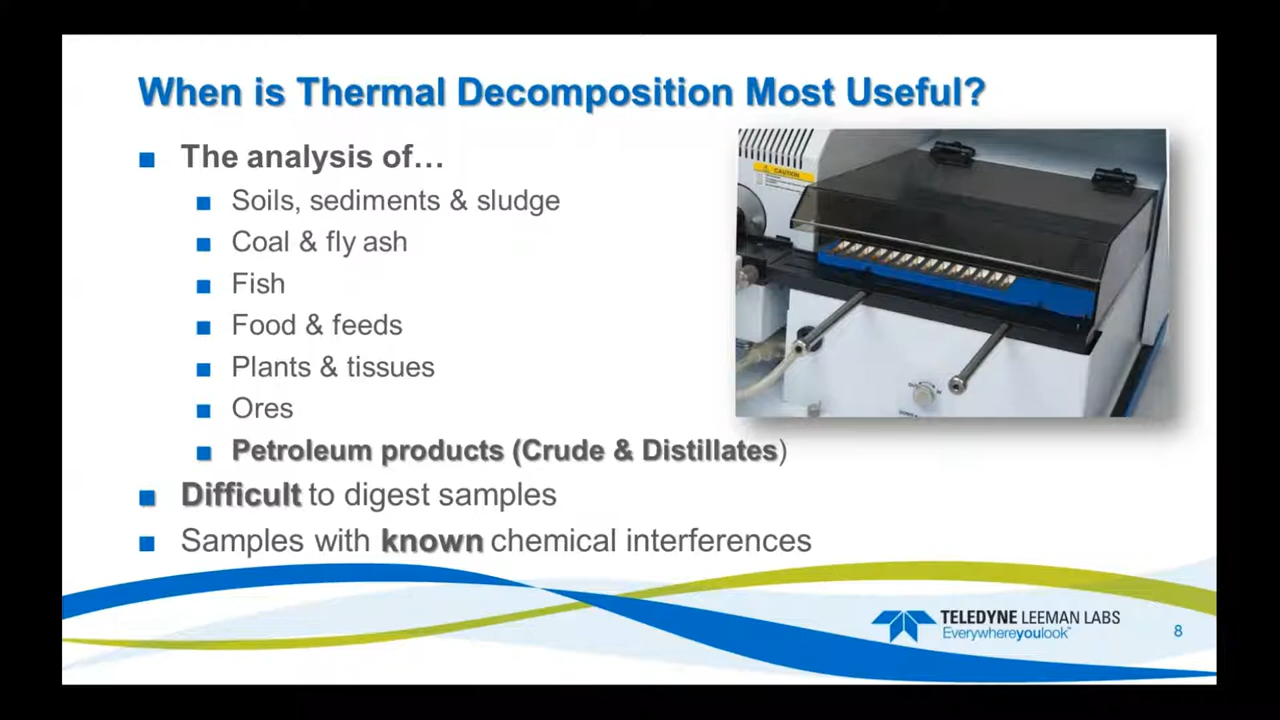 When is Thermal Decomposition Most Useful?
The analysis of…
Soils, sediments & sludge
Coal & fly ash
Fish
Food & feeds
Plants & tissues
Ores
Petroleum products (Crude & Distillates)
Difficult to digest samples
Samples with known chemical interferences
CAUTION
TELEDYNE LEEMAN LABS
Everywhereyoulook™
8